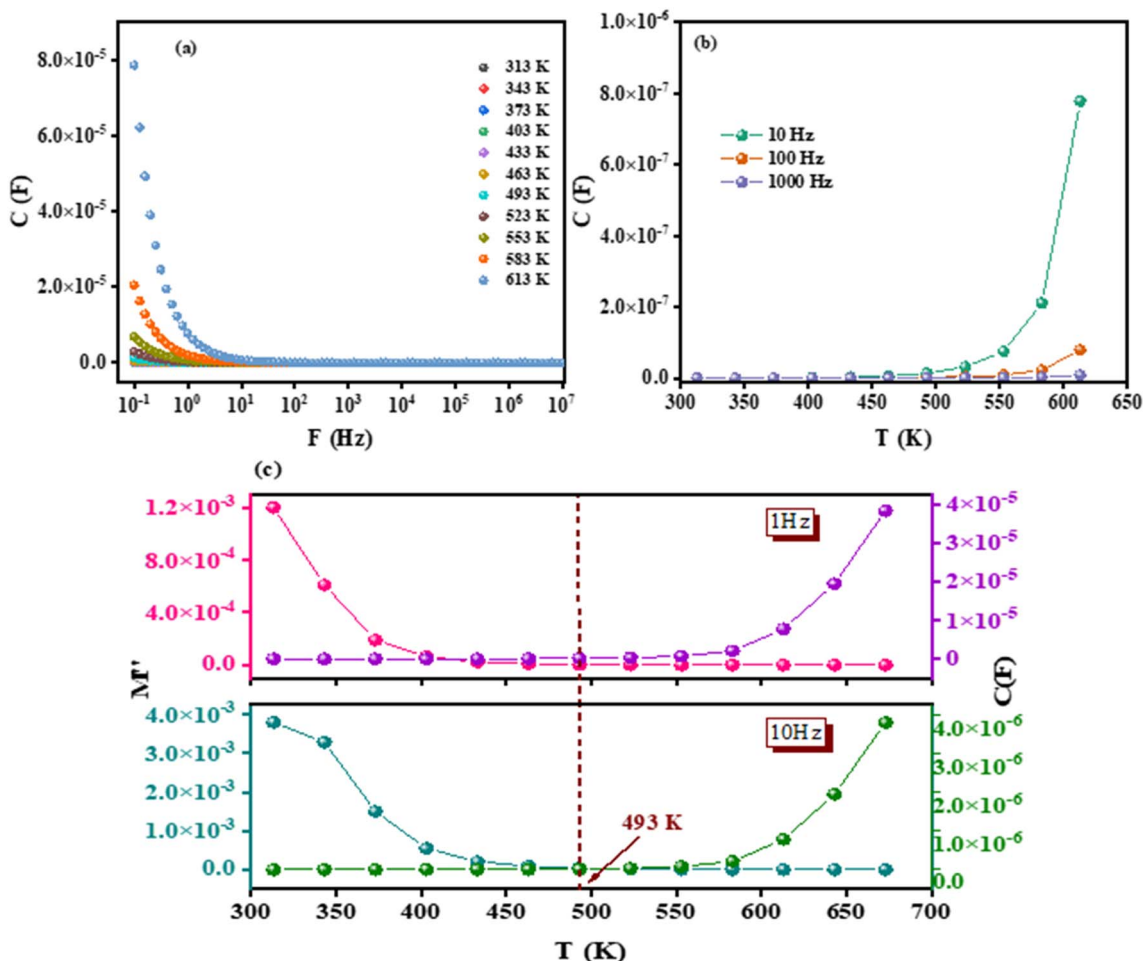 (a)
C (F)
8.0×10⁻⁵
6.0×10⁻⁵
4.0×10⁻⁵
2.0×10⁻⁵
0.0
313 K
343 K
373 K
403 K
433 K
463 K
493 K
523 K
553 K
583 K
613 K
10⁻¹ 10⁰ 10¹ 10² 10³ 10⁴ 10⁵ 10⁶ 10⁷
F (Hz)
(b)
C (F)
1.0×10⁻⁶
8.0×10⁻⁷
6.0×10⁻⁷
4.0×10⁻⁷
2.0×10⁻⁷
0.0
10 Hz
100 Hz
1000 Hz
300 350 400 450 500 550 600 650
T (K)
(c)
M''
1.2×10⁻³
8.0×10⁻⁴
4.0×10⁻⁴
0.0
1Hz
4×10⁻⁵
3×10⁻⁵
2×10⁻⁵
1×10⁻⁵
0
C(F)
4.0×10⁻³
3.0×10⁻³
2.0×10⁻³
1.0×10⁻³
0.0
10Hz
493 K
4.0×10⁻⁶
3.0×10⁻⁶
2.0×10⁻⁶
1.0×10⁻⁶
0.0
300 350 400 450 500 550 600 650 700
T (K)